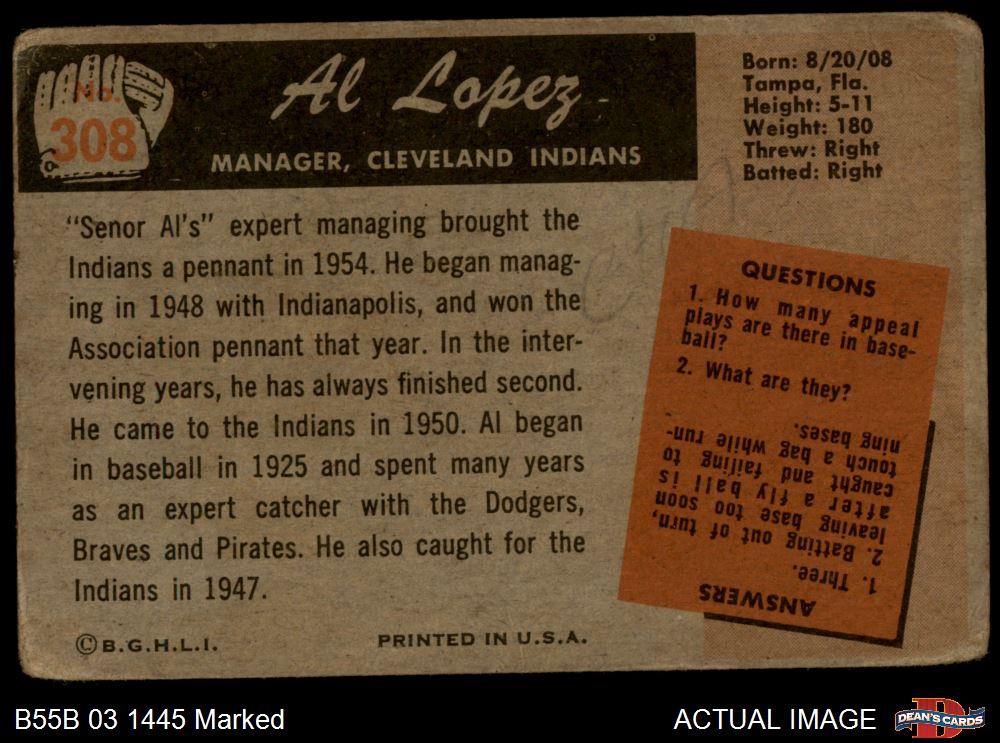 No.
308
Al Lopez
MANAGER, CLEVELAND INDIANS
Born: 8/20/08
Tampa, Fla.
Height: 5-11
Weight: 180
Threw: Right
Batted: Right
"Senor Al's" expert managing brought the
Indians a pennant in 1954. He began manag-
ing in 1948 with Indianapolis, and won the
Association pennant that year. In the inter-
vening years, he has always finished second.
He came to the Indians in 1950. Al began
in baseball in 1925 and spent many years
as an expert catcher with the Dodgers,
Braves and Pirates. He also caught for the
Indians in 1947.
QUESTIONS
1. How many appeal
plays are there in base-
ball?
2. What are they?
ANSWERS
1. Three.
2. Batting out of turn,
leaving base too soon
after a fly ball is
caught and failing to
touch a bag while run-
ning bases.
©B.G.H.L.I.
PRINTED IN U.S.A.
B55B 03 1445 Marked
ACTUAL IMAGE
D
DEAN'S CARDS